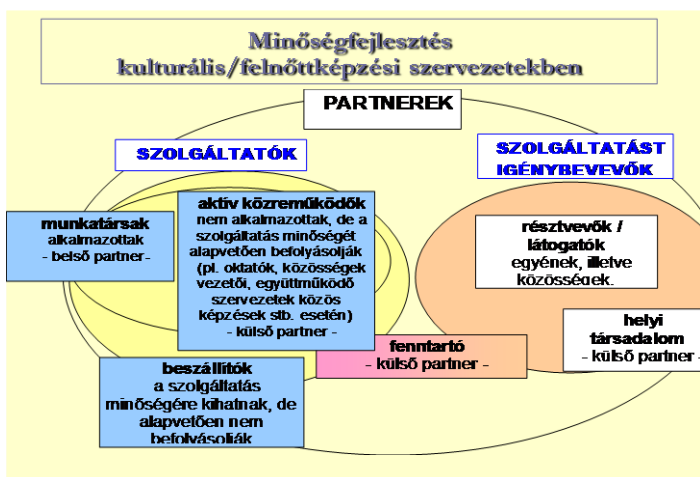 Minőségfejlesztés
kulturális/felnőttképzési szervezetekben
PARTNEREK
SZOLGÁLTATÓK
SZOLGÁLTATÁST
IGÉNYBEVEVŐK
munkatársak
alkalmazottak
- belső partner-
aktív közreműködők
nem alkalmazottak, de a
szolgáltatás minőségét
alapvetően befolyásolják
(pl. oktatók, közösségek
vezetői, együttműködő
szervezetek közös
képzések stb. esetén)
- külső partner -
résztvevők /
látogatók
egyének, illetve
közösségek.
helyi
társadalom
- külső partner -
fenntartó
- külső partner -
beszállítók
a szolgáltatás
minőségére kihatnak, de
alapvetően nem
befolyásolják